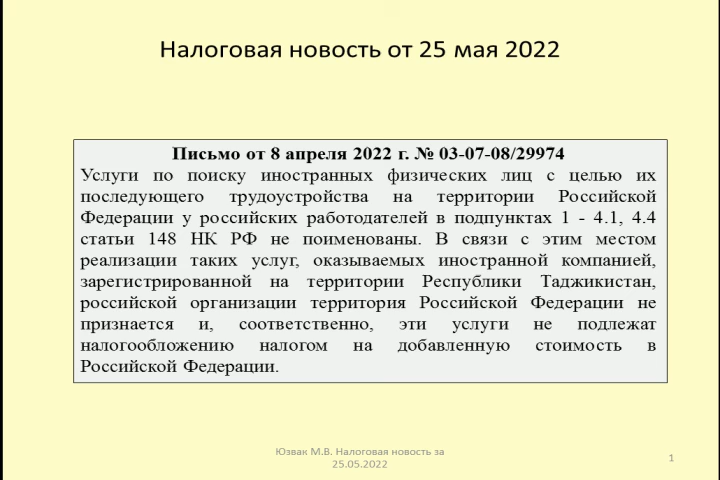 Налоговая новость от 25 мая 2022
Письмо от 8 апреля 2022 г. № 03-07-08/29974
Услуги по поиску иностранных физических лиц с целью их
последующего трудоустройства на территории Российской
Федерации у российских работодателей в подпунктах 1 - 4.1, 4.4
статьи 148 НК РФ не поименованы. В связи с этим местом
реализации таких услуг, оказываемых иностранной компанией,
зарегистрированной на территории Республики Таджикистан,
российской организации территория Российской Федерации не
признается и, соответственно, эти услуги не подлежат
налогообложению налогом на добавленную стоимость в
Российской Федерации.
Юзвак М.В. Налоговая новость за
25.05.2022
1